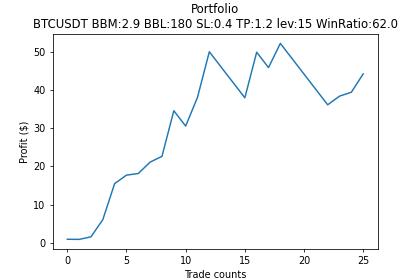 Portfolio
BTCUSDT BBM:2.9 BBL:180 SL:0.4 TP:1.2 lev:15 WinRatio:62.0
50
40
30
20
10
0
Profit ($)
0 5 10 15 20 25
Trade counts